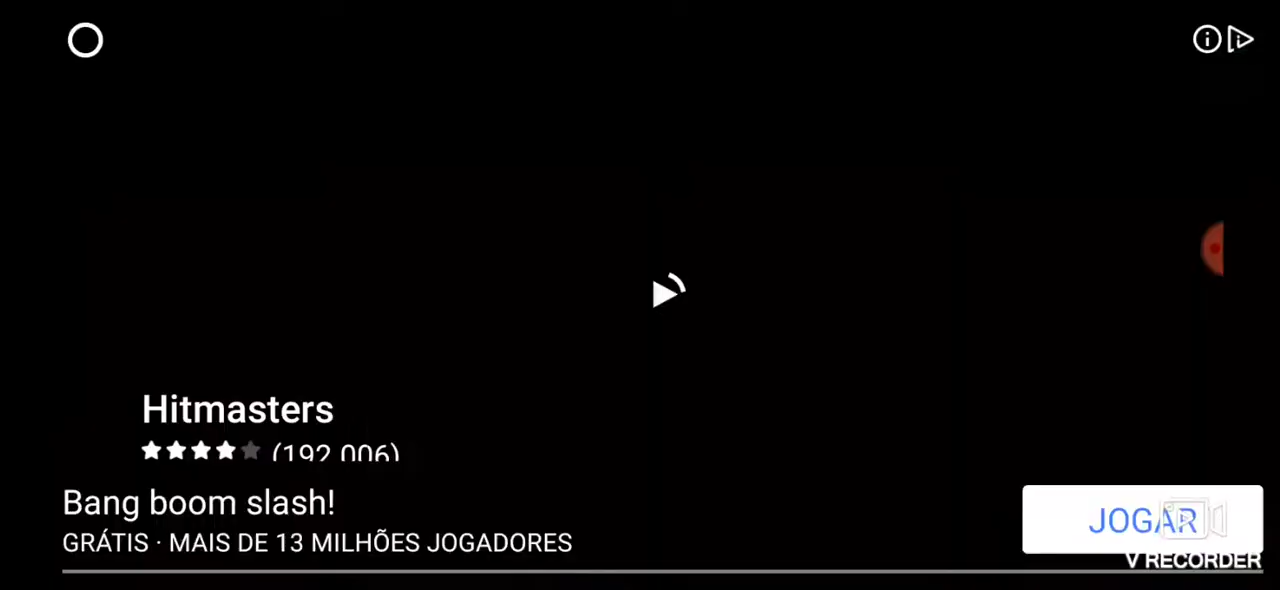 Hitmasters
(192.006)
Bang boom slash!
GRÁTIS · MAIS DE 13 MILHÕES JOGADORES
JOGAR
V RECORDER